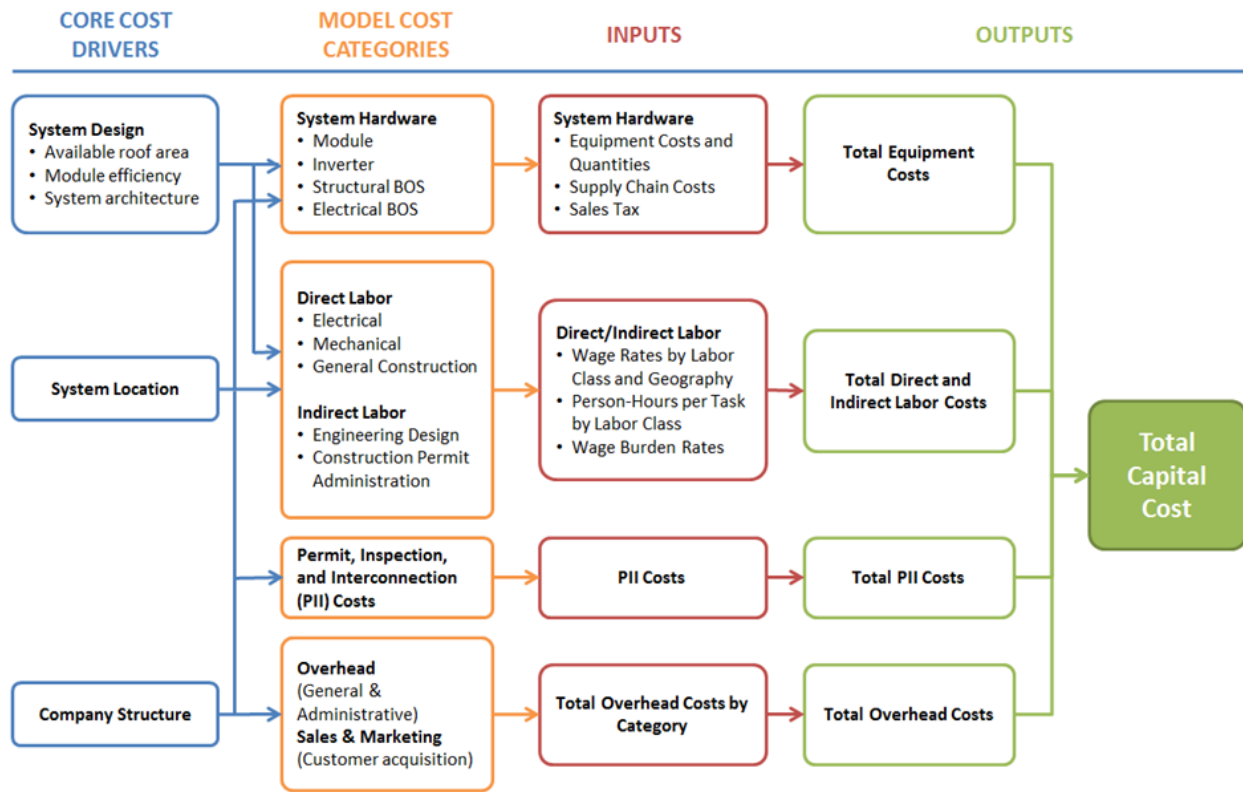 CORE COST
DRIVERS
MODEL COST
CATEGORIES
INPUTS
OUTPUTS
System Design
• Available roof area
• Module efficiency
• System architecture
System Hardware
• Module
• Inverter
• Structural BOS
• Electrical BOS
System Hardware
• Equipment Costs and
Quantities
• Supply Chain Costs
• Sales Tax
Total Equipment
Costs
System Location
Direct Labor
• Electrical
• Mechanical
• General Construction
Indirect Labor
• Engineering Design
• Construction Permit
Administration
Direct/Indirect Labor
• Wage Rates by Labor
Class and Geography
• Person-Hours per Task
by Labor Class
• Wage Burden Rates
Total Direct and
Indirect Labor Costs
Total
Capital
Cost
Permit, Inspection,
and Interconnection
(PII) Costs
PII Costs
Total PII Costs
Company Structure
Overhead
(General &
Administrative)
Sales & Marketing
(Customer acquisition)
Total Overhead Costs by
Category
Total Overhead Costs